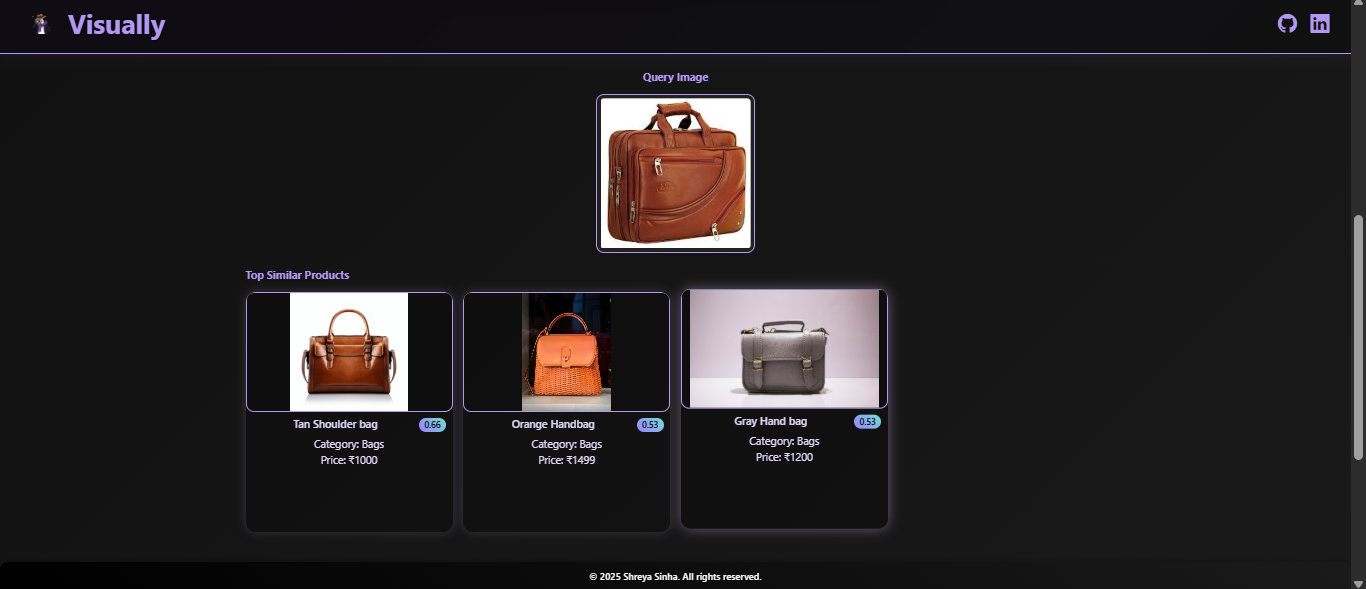 Visually
Query Image
Top Similar Products
Tan Shoulder bag 0.66
Category: Bags
Price: ₹1000
Orange Handbag 0.53
Category: Bags
Price: ₹1499
Gray Hand bag 0.53
Category: Bags
Price: ₹1200
© 2025 Shreya Sinha. All rights reserved.